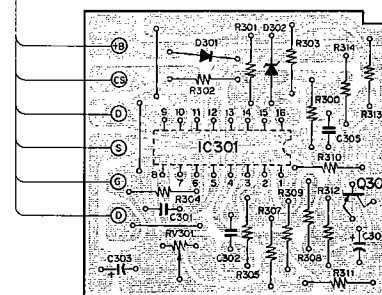 R301 D302
+B D301 R303 R314
CS R302 R300 R313
D 9 10 11 12 13 14 15 16 C305
S IC301
R310
G 8 7 6 5 4 3 2 1
R304 R309 R312
D C301 R307
RV301
C303 C302 R305 R308 R311